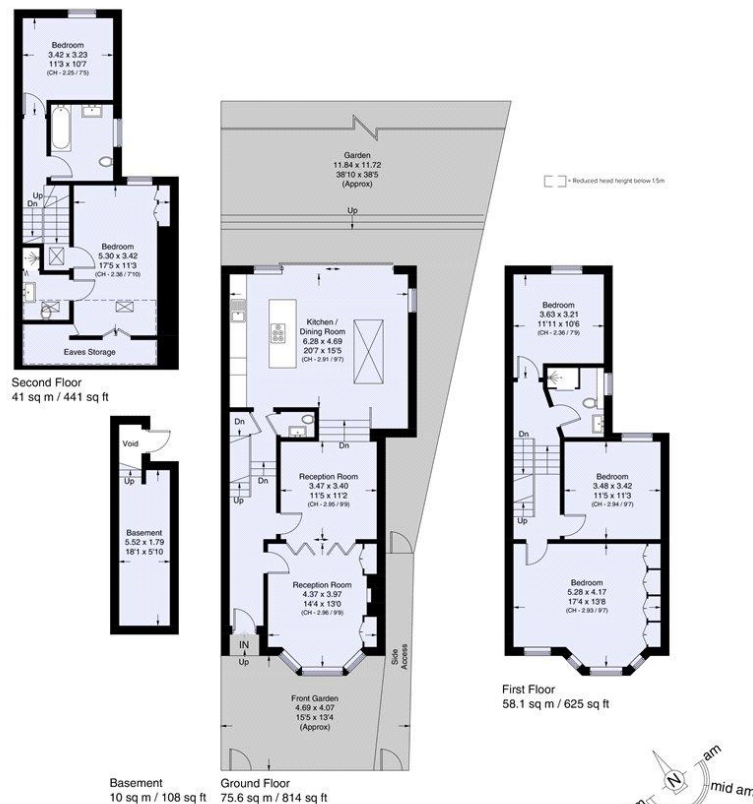 Bedroom
3.42 x 3.23
11'3 x 10'7
(CH - 2.25 / 7'5)
Up
Dn
Bedroom
5.30 x 3.42
17'5 x 11'3
(CH - 2.36 / 7'10)
Eaves Storage
Second Floor
41 sq m / 441 sq ft
Void
Up
Basement
5.52 x 1.79
18'1 x 5'10
Basement
10 sq m / 108 sq ft
Garden
11.84 x 11.72
38'10 x 38'5
(Approx)
Up
Kitchen /
Dining Room
6.28 x 4.69
20'7 x 15'5
(CH - 2.91 / 9'7)
Dn
Dn
Dn
Up
Reception Room
3.47 x 3.40
11'5 x 11'2
(CH - 2.95 / 9'9)
Reception Room
4.37 x 3.97
14'4 x 13'0
(CH - 2.96 / 9'9)
IN
Up
Side
Access
Front Garden
4.69 x 4.07
15'5 x 13'4
(Approx)
Ground Floor
75.6 sq m / 814 sq ft
= Reduced head height below 1.5m
Bedroom
3.63 x 3.21
11'11 x 10'6
(CH - 2.36 / 7'9)
Dn
Up
Bedroom
3.48 x 3.42
11'5 x 11'3
(CH - 2.94 / 9'7)
Bedroom
5.28 x 4.17
17'4 x 13'8
(CH - 2.93 / 9'7)
First Floor
58.1 sq m / 625 sq ft
N
am
mid am